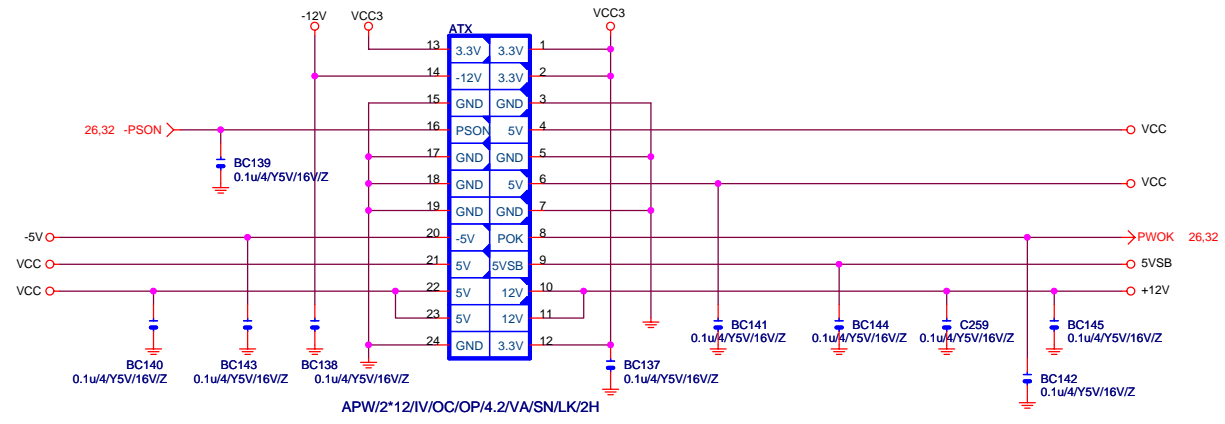 -12V VCC3 VCC3
ATX
13 3.3V 3.3V 1
14 -12V 3.3V 2
15 GND GND 3
26,32 -PSON 16 PSON 5V 4 VCC
17 GND GND 5
BC139
0.1u/4/Y5V/16V/Z
18 GND 5V 6 VCC
19 GND GND 7
-5V 20 -5V POK 8 PWOK 26,32
VCC 21 5V 5VSB 9 5VSB
VCC 22 5V 12V 10 +12V
23 5V 12V 11
BC141 BC144 C259 BC145
0.1u/4/Y5V/16V/Z 0.1u/4/Y5V/16V/Z 0.1u/4/Y5V/16V/Z 0.1u/4/Y5V/16V/Z
24 GND 3.3V 12
BC140 BC143 BC138 BC137
0.1u/4/Y5V/16V/Z 0.1u/4/Y5V/16V/Z 0.1u/4/Y5V/16V/Z 0.1u/4/Y5V/16V/Z
BC142
0.1u/4/Y5V/16V/Z
APW/2*12/IV/OC/OP/4.2/VA/SN/LK/2H